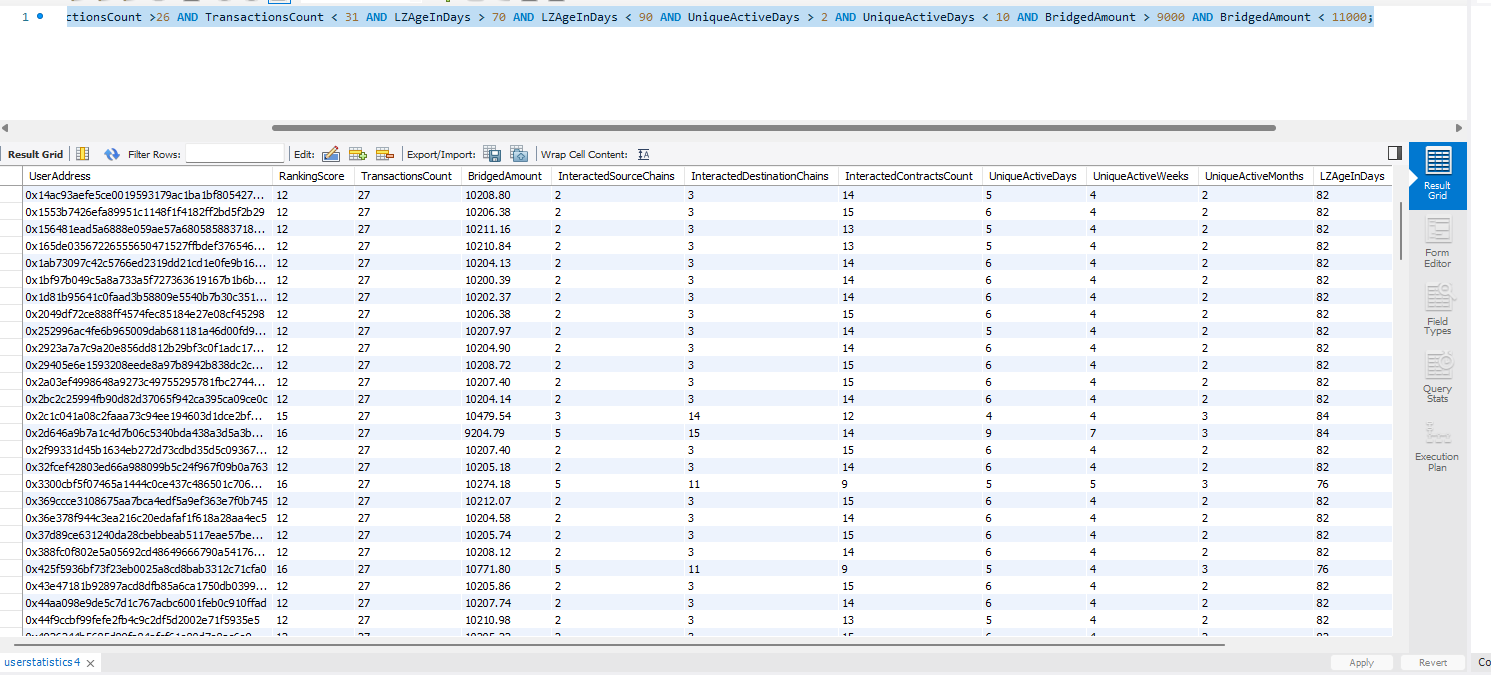 1 ctionsCount >26 AND TransactionsCount < 31 AND LZAgeInDays > 70 AND LZAgeInDays < 90 AND UniqueActiveDays > 2 AND UniqueActiveDays < 10 AND BridgedAmount > 9000 AND BridgedAmount < 11000;
Result Grid Filter Rows: Edit: Export/Import: Wrap Cell Content:
UserAddress RankingScore TransactionsCount BridgedAmount InteractedSourceChains InteractedDestinationChains InteractedContractsCount UniqueActiveDays UniqueActiveWeeks UniqueActiveMonths LZAgeInDays
0x14ac93aefe5ce0019593179ac1ba1bf805427... 12 27 10208.80 2 3 14 5 4 2 82
0x1553b7426efa89951c1148f1f4182ff2bd5f2b29 12 27 10206.38 2 3 15 6 4 2 82
0x156481ead5a6888e059ae57a680585883718... 12 27 10211.16 2 3 13 5 4 2 82
0x165de03567226555650471527ffbdef376546... 12 27 10210.84 2 3 13 5 4 2 82
0x1ab73097c42c5766ed2319dd21cd1e0fe9b16... 12 27 10204.13 2 3 14 6 4 2 82
0x1bf97b049c5a8a733a5f727363619167b1b6b... 12 27 10200.39 2 3 14 6 4 2 82
0x1d81b95641c0faad3b58809e5540b7b30c351... 12 27 10202.37 2 3 14 6 4 2 82
0x2049df72ce888ff4574fec85184e27e08cf45298 12 27 10206.38 2 3 15 6 4 2 82
0x252996ac4fe6b965009dab681181a46d00fd9... 12 27 10207.97 2 3 14 5 4 2 82
0x2923a7a7c9a20e856dd812b29bf3c0f1adc17... 12 27 10204.90 2 3 14 6 4 2 82
0x29405e6e1593208eede8a97b8942b838dc2c... 12 27 10208.72 2 3 15 6 4 2 82
0x2a03ef4998648a9273c49755295781fbc2744... 12 27 10207.40 2 3 15 6 4 2 82
0x2bc2c25994fb90d82d37065f942ca395ca09ce0c 12 27 10204.14 2 3 14 6 4 2 82
0x2c1c041a08c2faaa73c94ee194603d1dce2bf... 15 27 10479.54 3 14 12 4 4 3 84
0x2d646a9b7a1c4d7b06c5340bda438a3d5a3b... 16 27 9204.79 5 15 14 9 7 3 84
0x2f99331d45b1634eb272d73cdbd35d5c09367... 12 27 10207.40 2 3 15 6 4 2 82
0x32fcef42803ed66a988099b5c24f967f09b0a763 12 27 10205.18 2 3 14 6 4 2 82
0x3300cbf5f07465a1444c0ce437c486501c706... 16 27 10274.18 5 11 9 5 5 3 76
0x369ccce3108675aa7bca4edf5a9ef363e7f0b745 12 27 10212.07 2 3 15 6 4 2 82
0x36e378f944c3ea216c20edafaf1f618a28aa4ec5 12 27 10204.58 2 3 14 6 4 2 82
0x37d89ce631240da28cbebbeab5117eae57be... 12 27 10205.74 2 3 15 6 4 2 82
0x388fc0f802e5a05692cd48649666790a54176... 12 27 10208.12 2 3 14 6 4 2 82
0x425f5936bf73f23eb0025a8cd8bab3312c71cfa0 16 27 10771.80 5 11 9 5 4 3 76
0x43e47181b92897acd8dfb85a6ca1750db0399... 12 27 10205.86 2 3 15 6 4 2 82
0x44aa098e9de5c7d1c767acbc6001feb0c910ffad 12 27 10207.74 2 3 14 6 4 2 82
0x44f9ccbf99fefe2fb4c9c2df5d2002e71f5935e5 12 27 10210.98 2 3 13 5 4 2 82
Result Grid
Form Editor
Field Types
Query Stats
Execution Plan
userstatistics4 Apply Revert Co